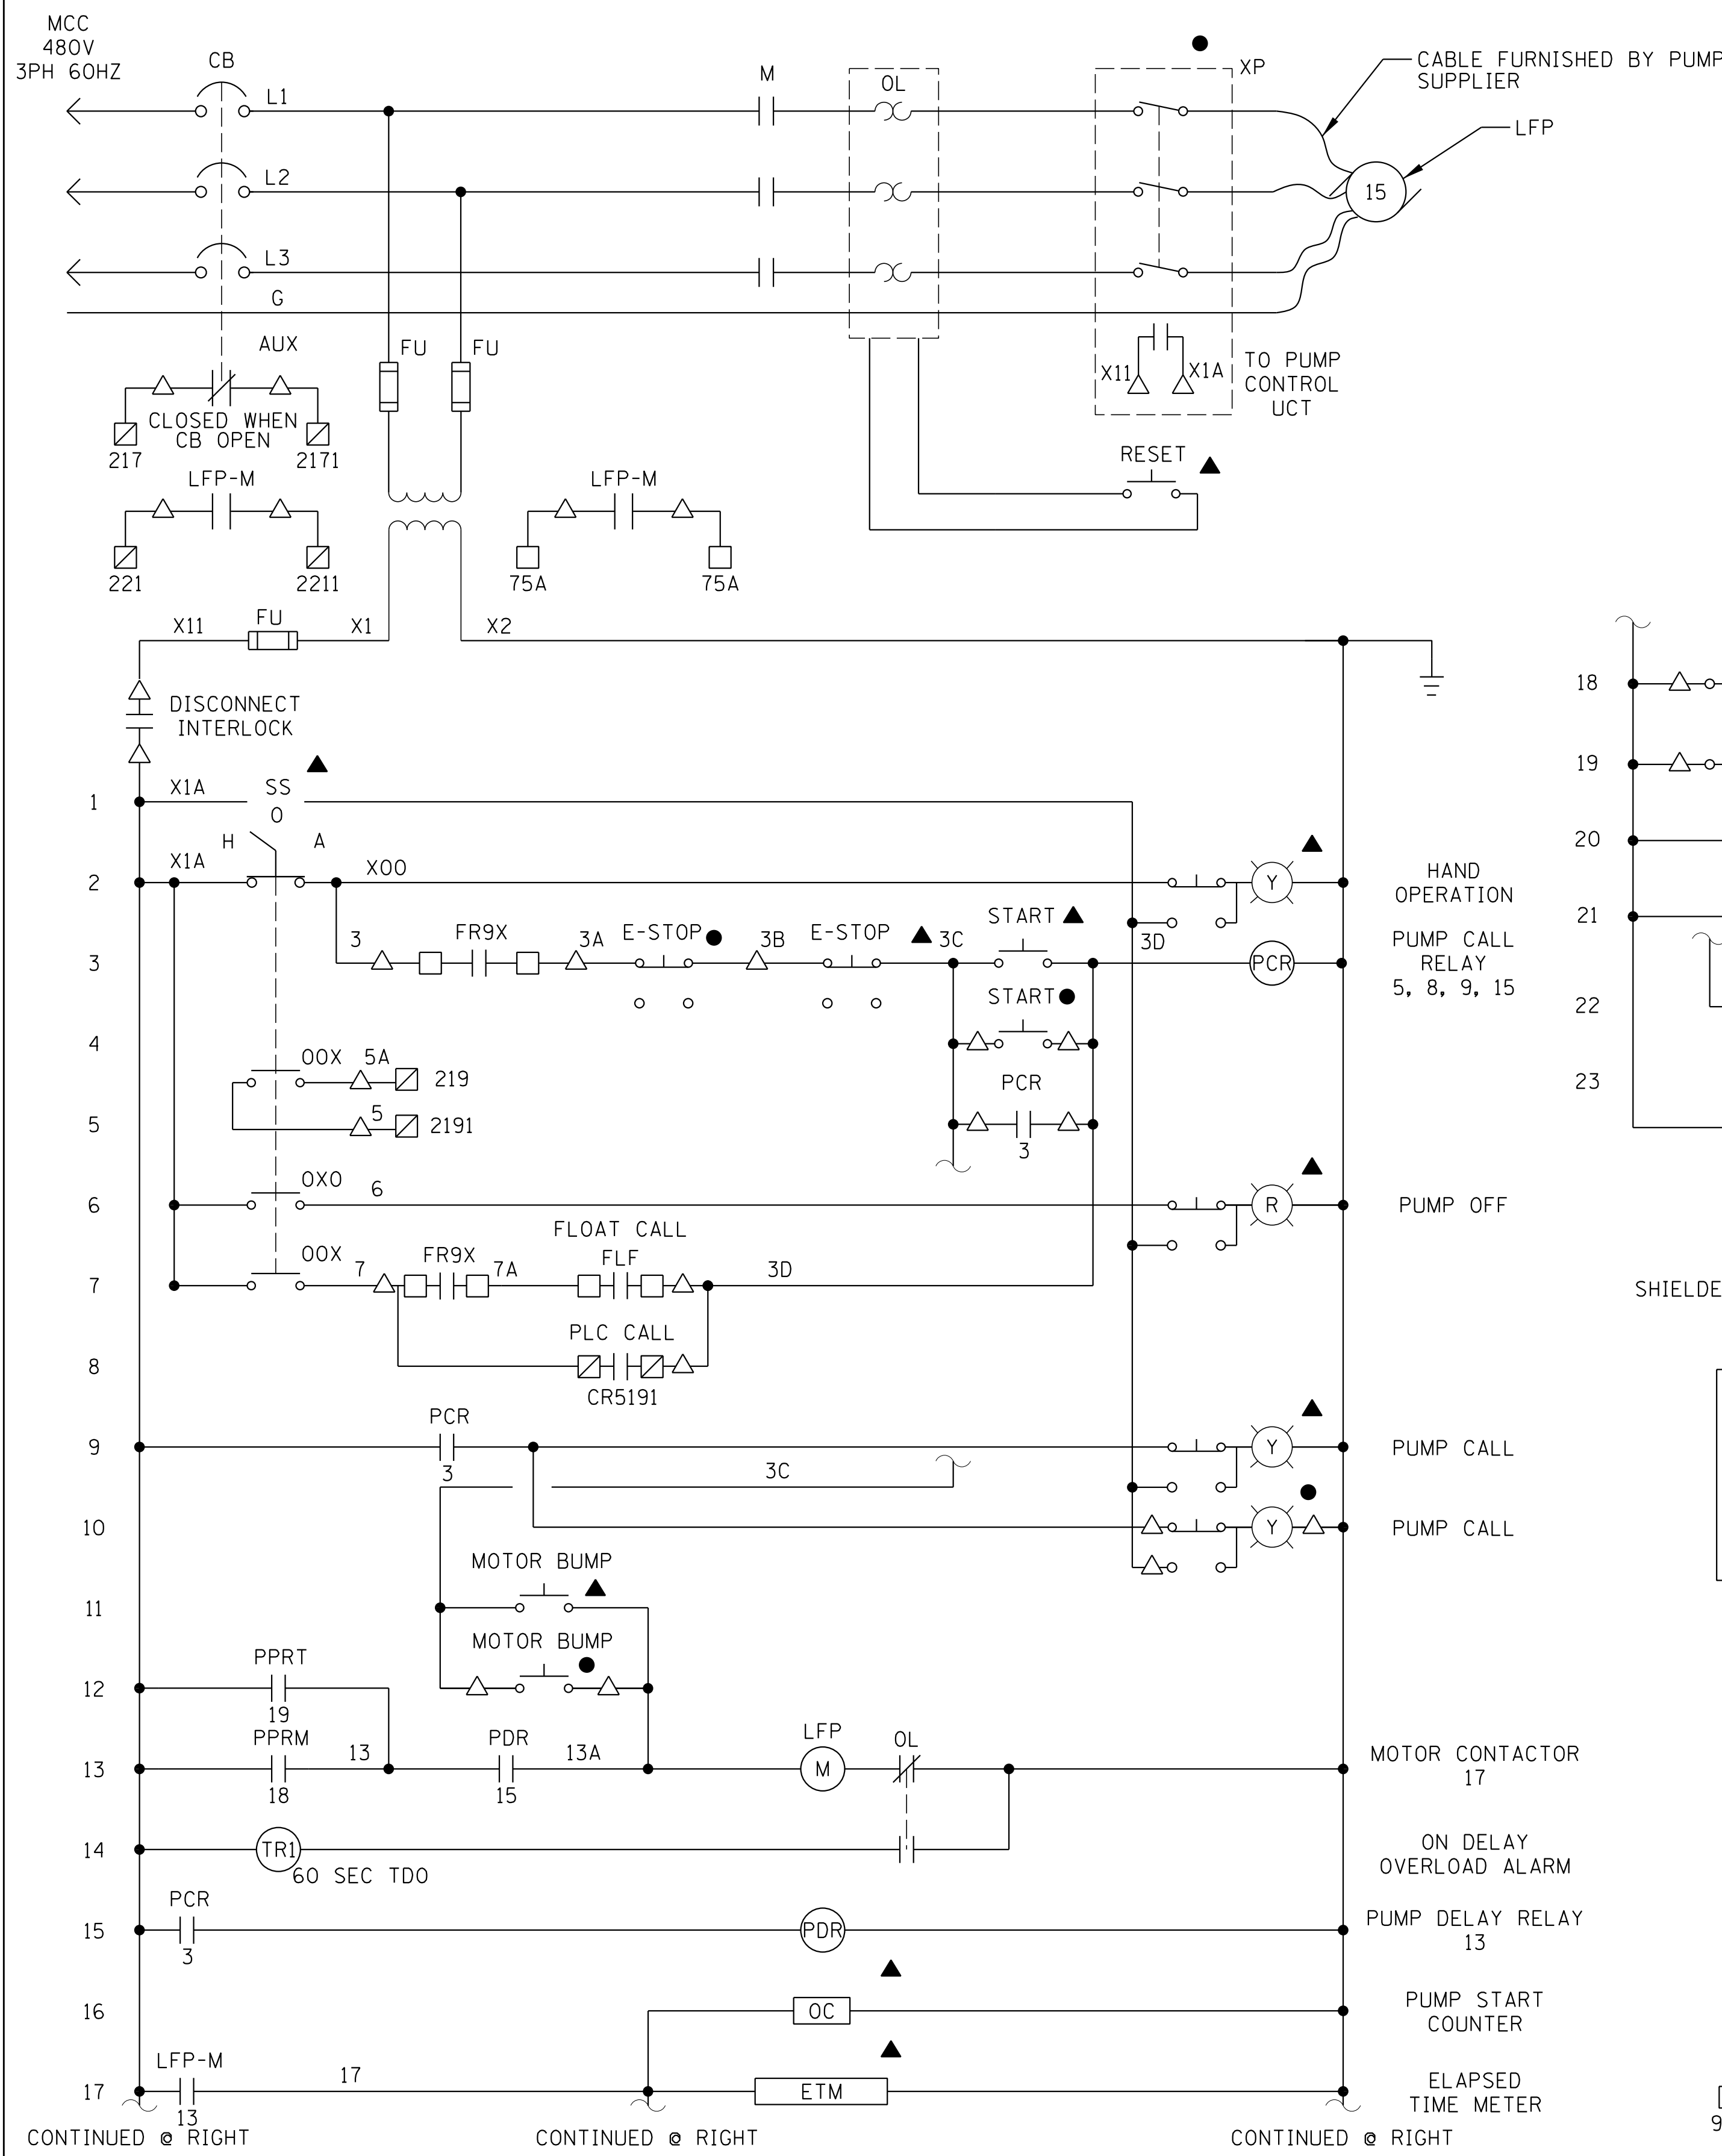 MCC
480V
3PH 60HZ
CB
L1
M
OL
XP
CABLE FURNISHED BY PUMP
SUPPLIER
LFP
L2
15
L3
G
AUX
FU
FU
X11
X1A
TO PUMP
CONTROL
UCT
CLOSED WHEN
CB OPEN
217
2171
RESET
LFP-M
LFP-M
221
2211
75A
75A
X11
FU
X1
X2
DISCONNECT
INTERLOCK
18
19
1
X1A
SS
O
H
A
20
2
X1A
XOO
Y
HAND
OPERATION
21
3
3
FR9X
3A
E-STOP
3B
E-STOP
3C
START
3D
PCR
PUMP CALL
RELAY
5, 8, 9, 15
START
22
4
OOX
5A
219
PCR
23
5
5
2191
3
6
OXO
6
R
PUMP OFF
FLOAT CALL
7
OOX
7
FR9X
7A
FLF
3D
SHIELDE
PLC CALL
8
CR5191
9
PCR
3
Y
PUMP CALL
3C
10
Y
PUMP CALL
MOTOR BUMP
11
MOTOR BUMP
12
PPRT
19
13
PPRM
18
13
PDR
15
13A
LFP
M
OL
MOTOR CONTACTOR
17
14
TR1
60 SEC TDO
ON DELAY
OVERLOAD ALARM
15
PCR
3
PDR
PUMP DELAY RELAY
13
16
OC
PUMP START
COUNTER
17
LFP-M
13
17
ETM
ELAPSED
TIME METER
9
CONTINUED @ RIGHT
CONTINUED @ RIGHT
CONTINUED @ RIGHT